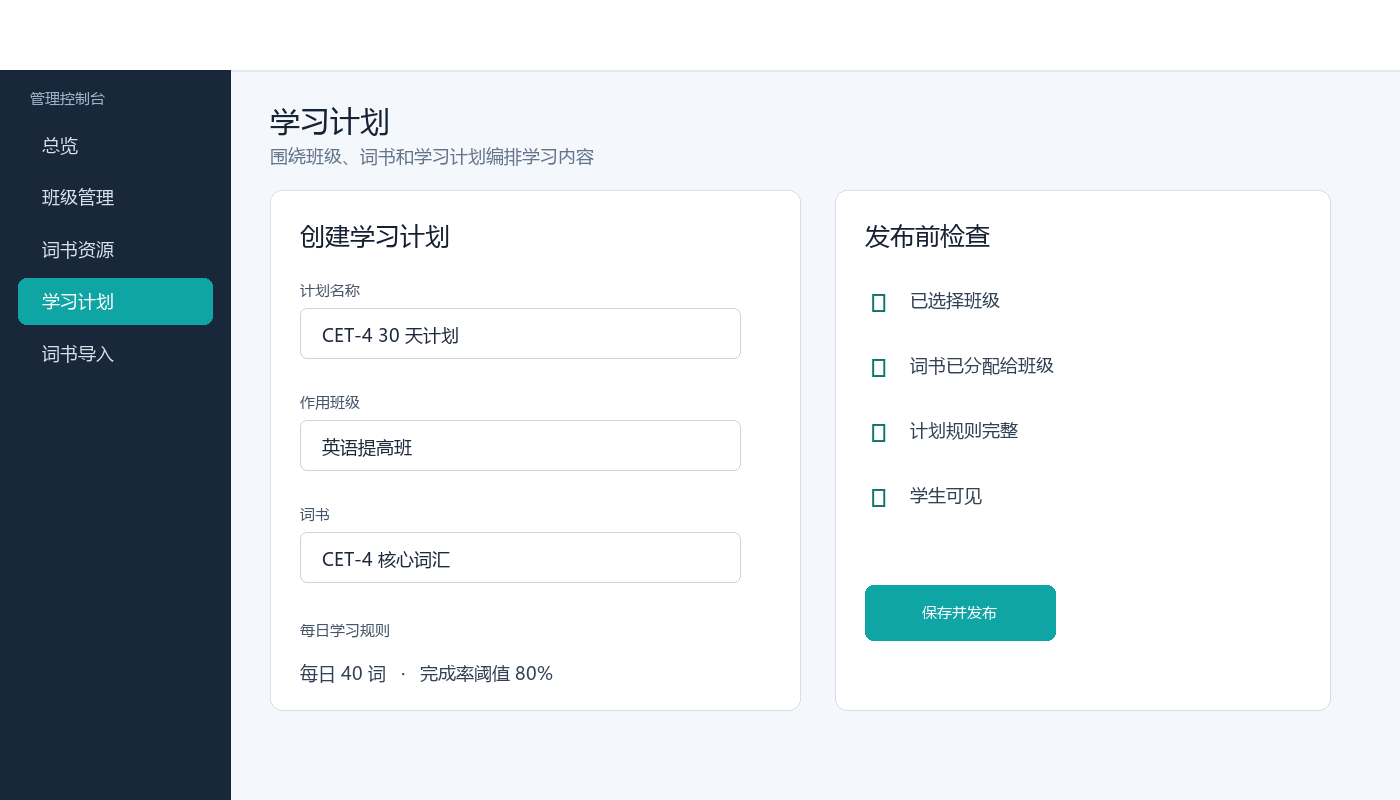 管理控制台
总览
班级管理
词书资源
学习计划
词书导入
学习计划
围绕班级、词书和学习计划编排学习内容
创建学习计划
计划名称
CET-4 30 天计划
作用班级
英语提高班
词书
CET-4 核心词汇
每日学习规则
每日 40 词 · 完成率阈值 80%
发布前检查
已选择班级
词书已分配给班级
计划规则完整
学生可见
保存并发布